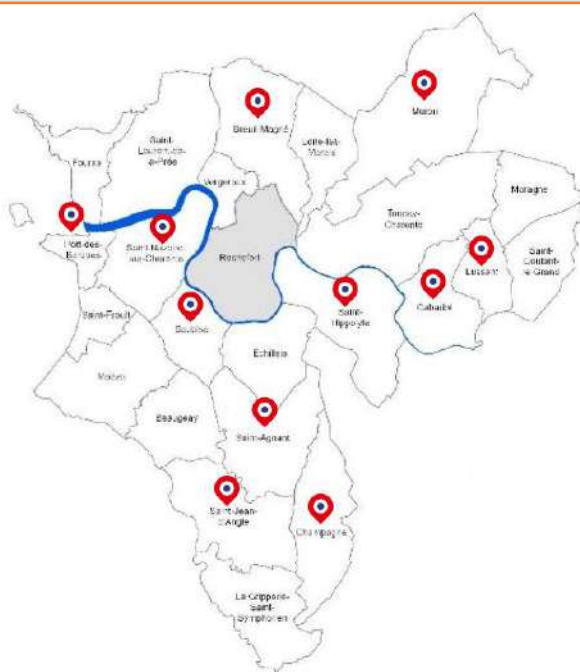 Muron
Breuil-Magné
Saint-
Laurent-de-
la-Prée
Loire-les-
Marais
Fouras
Vergeroux
Moragne
Tonnay-
Charente
Port-des-
Barques
Saint-Nazaire-
sur-Charente
Rochefort
Lussant
Saint-
Coutant-
le-Grand
Cabariot
Saint-Froult
Soubise
Saint-
Hippolyte
Echillais
Moëze
Beaugeay
Saint-Agnant
Saint-Jean-
d'Angle
Champagne
La Gripperie-
Saint-
Symphorien